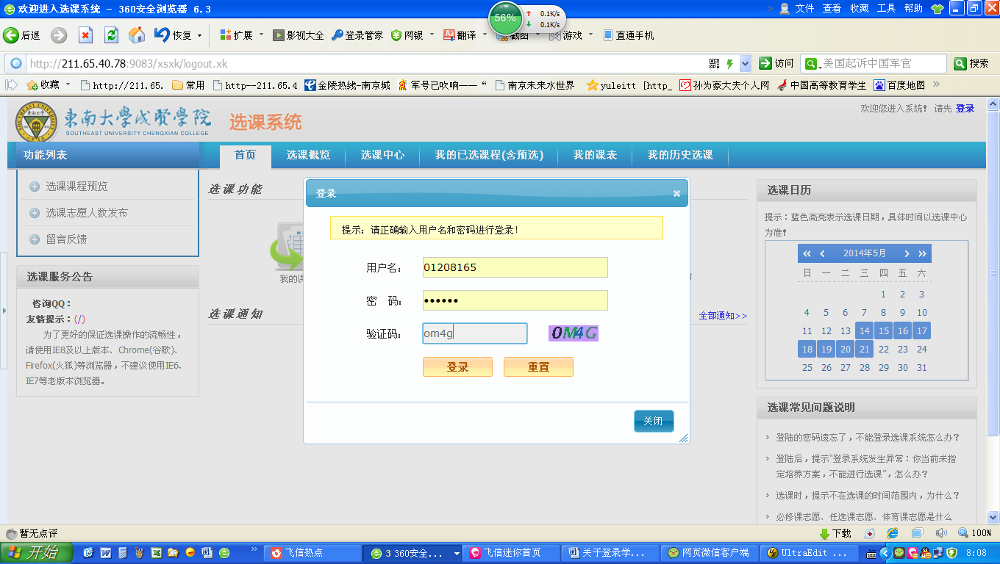 欢迎进入选课系统 - 360安全浏览器 6.3
56%
0.1K/s
0.1K/s
文件 查看 收藏 工具 帮助
后退 恢复 扩展 影视大全 登录管家 网银 翻译 截图 游戏 直通手机
http://211.65.40.78:9083/xsxk/logout.xk
访问
美国起诉中国军官
搜索
收藏 http://211.65. 常用 http--211.65.4 金陵热线-南京城 军号已吹响——“ 南京未来水世界 yuleitt [http_ 孙为豪大夫个人网 中国高等教育学生 百度地图
东南大学成贤学院
SOUTHEAST UNIVERSITY CHENGXIAN COLLEGE
选课系统
欢迎您进入系统! 请先 登录
功能列表
首页 选课概览 选课中心 我的已选课程(含预选) 我的课表 我的历史选课
选课课程预览
选课志愿人数发布
留言反馈
选课服务公告
咨询QQ：
友情提示：(/)
为了更好的保证选课操作的流畅性，
请使用IE8及以上版本、Chrome(谷歌)、
Firefox(火狐)等浏览器，不建议使用IE6、
IE7等老版本浏览器。
选课功能
我的课
选课通知
全部通知>>
登录
提示：请正确输入用户名和密码进行登录！
用户名：
01208165
密 码：
••••••
验证码：
om4g
0M4G
登录
重置
关闭
选课日历
提示：蓝色高亮表示选课日期，具体时间以选课中心
为准！
2014年5月
日 一 二 三 四 五 六
1 2 3
4 5 6 7 8 9 10
11 12 13 14 15 16 17
18 19 20 21 22 23 24
25 26 27 28 29 30 31
选课常见问题说明
登陆的密码遗忘了，不能登录选课系统怎么办？
登陆后，提示“登录系统发生异常：你当前未指
定培养方案，不能进行选课”，怎么办？
选课时，提示不在选课的时间范围内，为什么？
必修课志愿、任选课志愿、体育课志愿是什么
暂无点评
下载
100%
开始
飞信热点
3 360安全...
飞信迷你首页
关于登录学...
网页微信客户端
UltraEdit ...
8:08